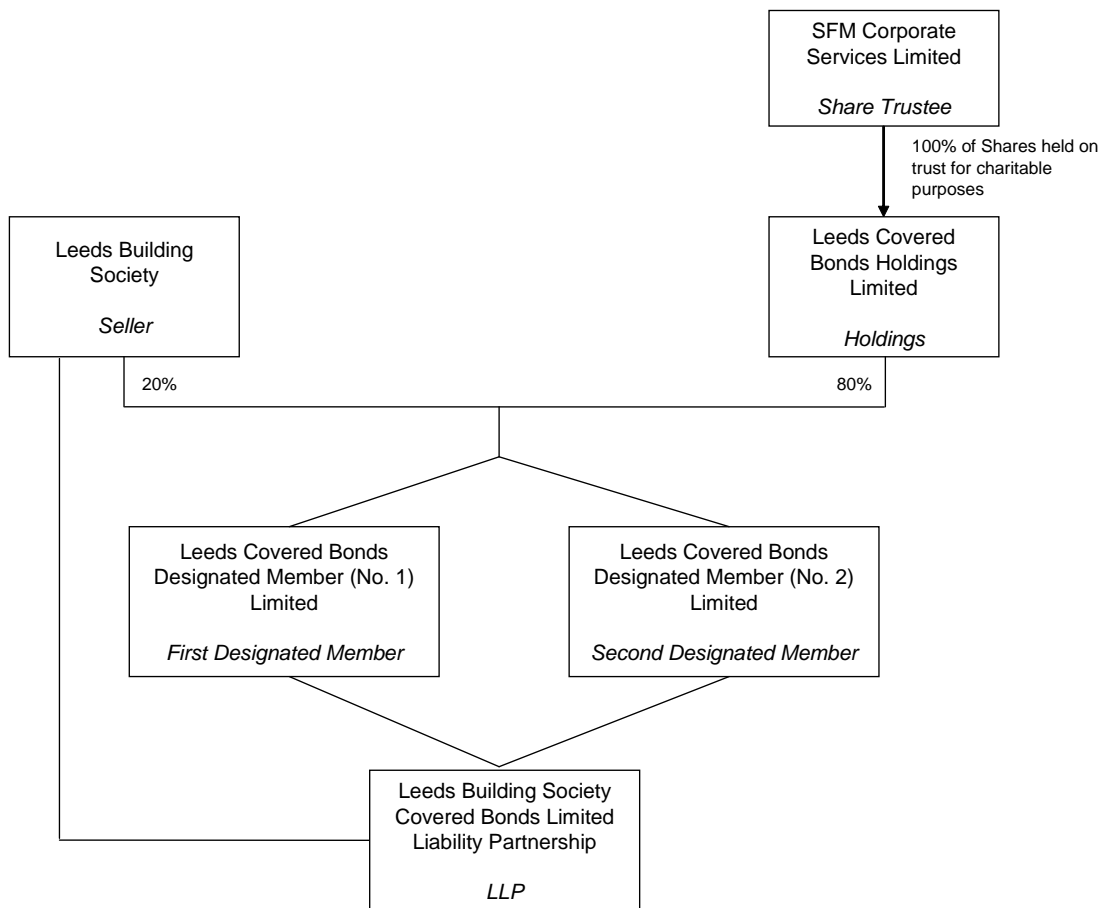 SFM Corporate
Services Limited
Share Trustee
100% of Shares held on
trust for charitable
purposes
Leeds Building
Society
Seller
Leeds Covered
Bonds Holdings
Limited
Holdings
20%
80%
Leeds Covered Bonds
Designated Member (No. 1)
Limited
First Designated Member
Leeds Covered Bonds
Designated Member (No. 2)
Limited
Second Designated Member
Leeds Building Society
Covered Bonds Limited
Liability Partnership
LLP